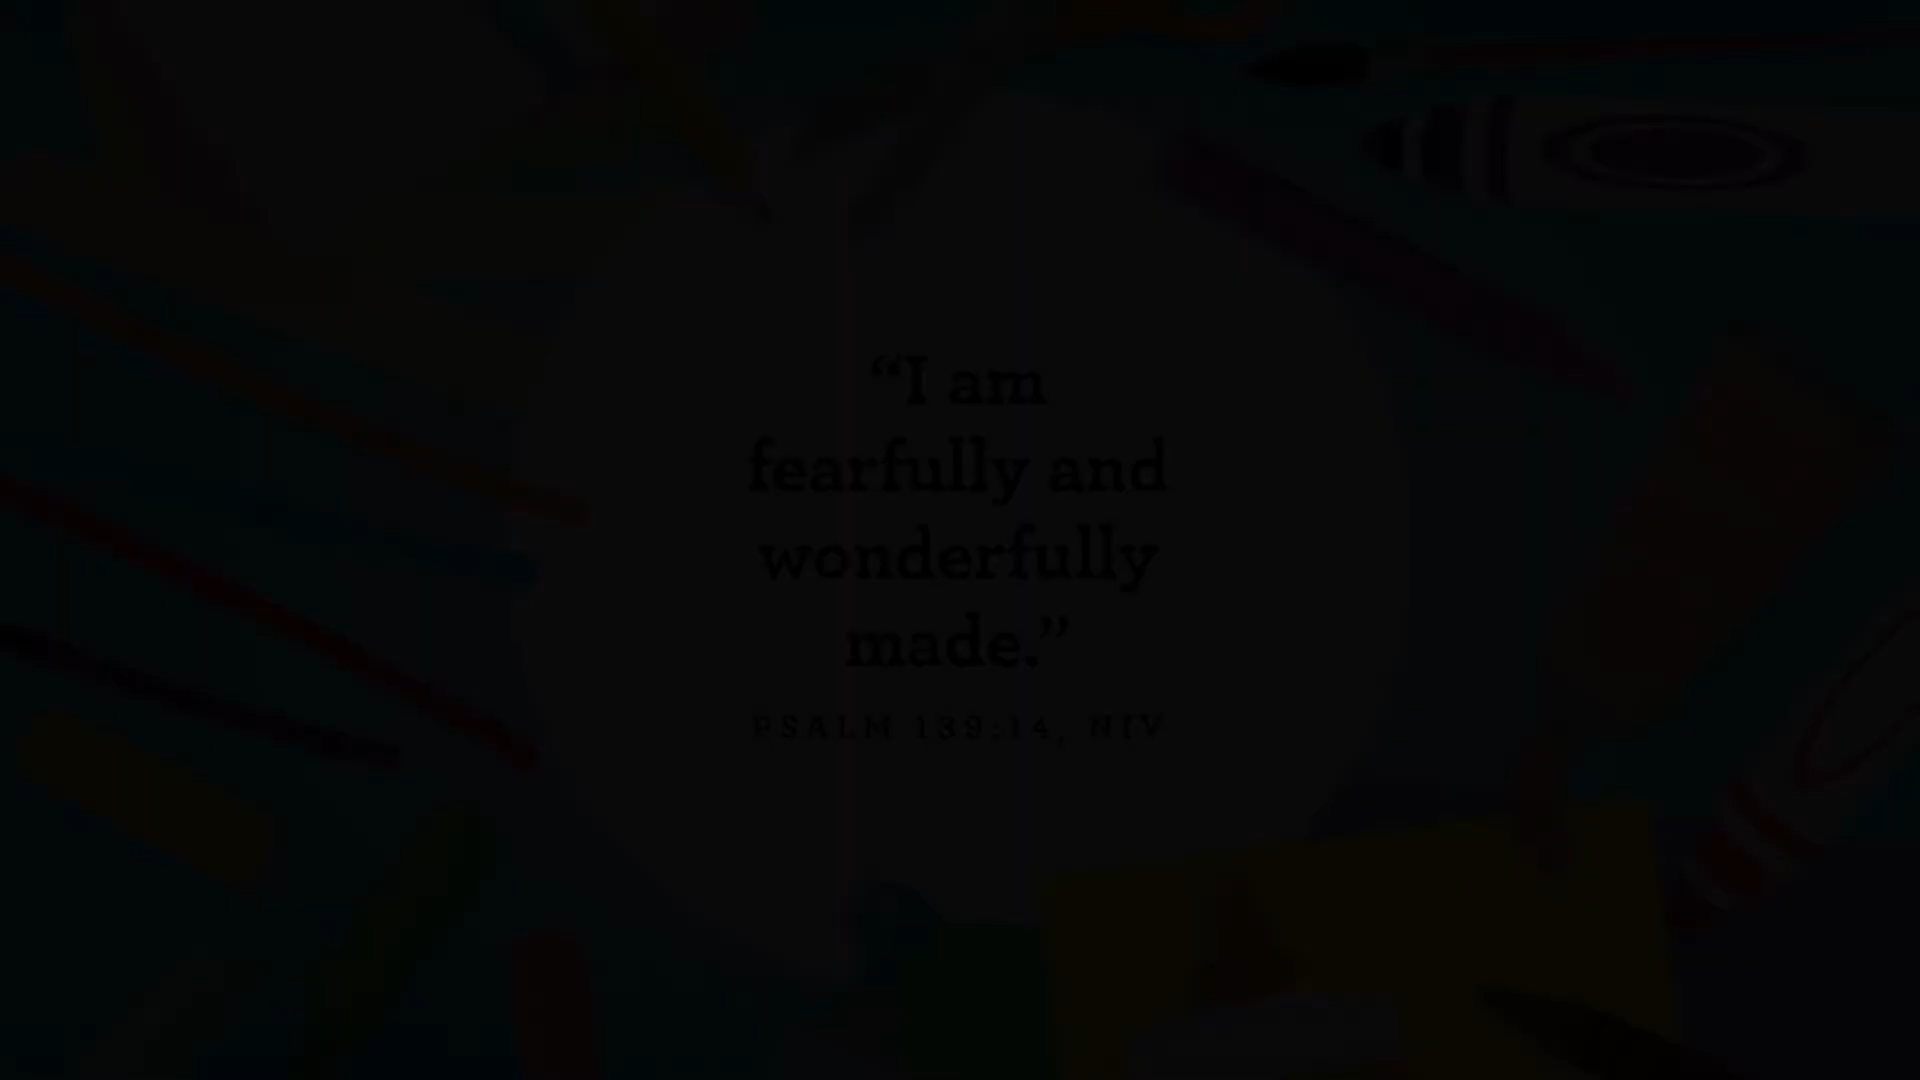 “I am
fearfully and
wonderfully
made.”
PSALM 139:14, NIV